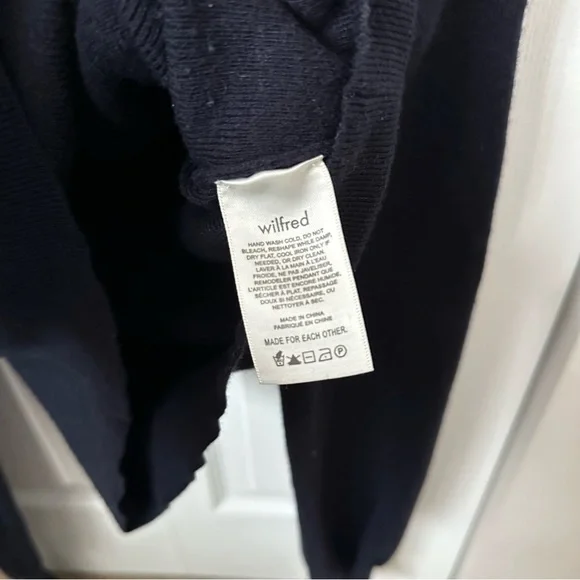 wilfred
HAND WASH COLD, DO NOT
BLEACH, RESHAPE WHILE DAMP,
DRY FLAT, COOL IRON ONLY IF
NEEDED, OR DRY CLEAN.
LAVER À LA MAIN À L'EAU
FROIDE, NE PAS JAVELISER,
REMODELER PENDANT QUE
L'ARTICLE EST ENCORE HUMIDE,
SÉCHER À PLAT, REPASSAGE
DOUX SI NÉCESSAIRE, OU
NETTOYER À SEC.
MADE IN CHINA
FABRIQUÉ EN CHINE
MADE FOR EACH OTHER.
P